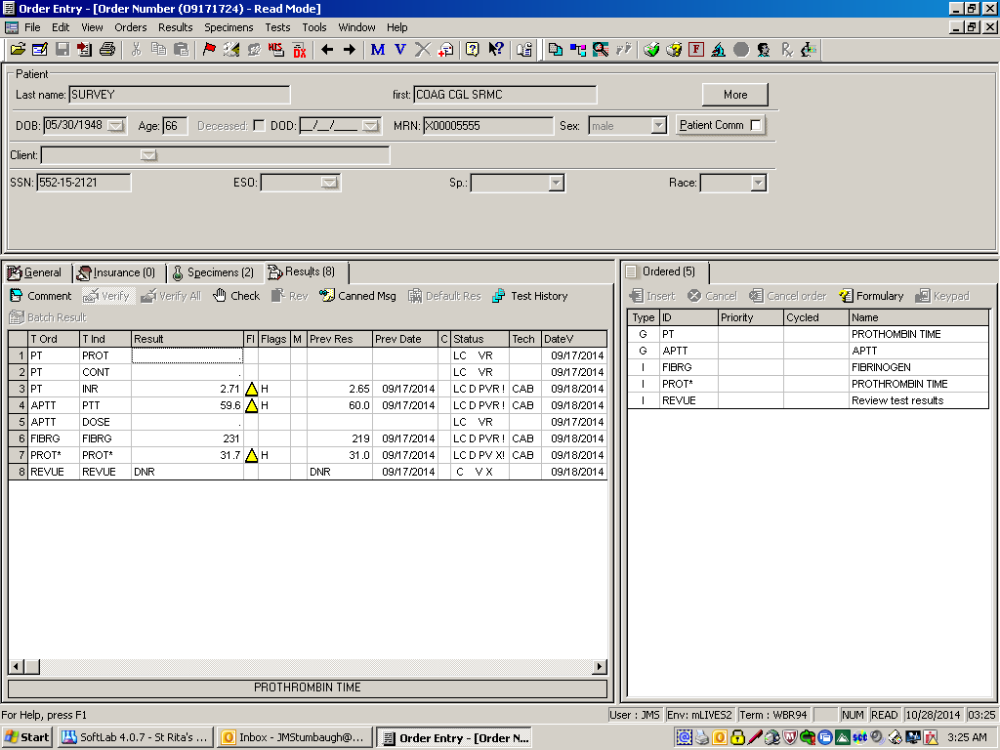 Order Entry - [Order Number (09171724) - Read Mode]
File Edit View Orders Results Specimens Tests Tools Window Help
M V HIS DX F Rx
Patient
Last name: SURVEY first: COAG CGL SRMC More
DOB: 05/30/1948 Age: 66 Deceased: DOD: __/__/____ MRN: X00005555 Sex: male Patient Comm
Client:
SSN: 552-15-2121 ESO: Sp.: Race:
General Insurance (0) Specimens (2) Results (8)
Comment Verify Verify All Check Rev Canned Msg Default Res Test History
Batch Result
T Ord T Ind Result Fl Flags M Prev Res Prev Date C Status Tech DateV
1 PT PROT . LC VR 09/17/2014
2 PT CONT . LC VR 09/17/2014
3 PT INR 2.71 H 2.65 09/17/2014 LC D PVR ! CAB 09/18/2014
4 APTT PTT 59.6 H 60.0 09/17/2014 LC D PVR ! CAB 09/18/2014
5 APTT DOSE . LC VR 09/17/2014
6 FIBRG FIBRG 231 219 09/17/2014 LC D PVR ! CAB 09/18/2014
7 PROT* PROT* 31.7 H 31.0 09/17/2014 LC D PV X! CAB 09/18/2014
8 REVUE REVUE DNR DNR 09/17/2014 C V X 09/18/2014
PROTHROMBIN TIME
Ordered (5)
Insert Cancel Cancel order Formulary Keypad
Type ID Priority Cycled Name
G PT PROTHOMBIN TIME
G APTT APTT
I FIBRG FIBRINOGEN
I PROT* PROTHROMBIN TIME
I REVUE Review test results
For Help, press F1 User : JMS Env: mLIVES2 Term : WBR94 NUM READ 10/28/2014 03:25
Start SoftLab 4.0.7 - St Rita's ... Inbox - JMStumbaugh@... Order Entry - [Order N... scc 3:25 AM